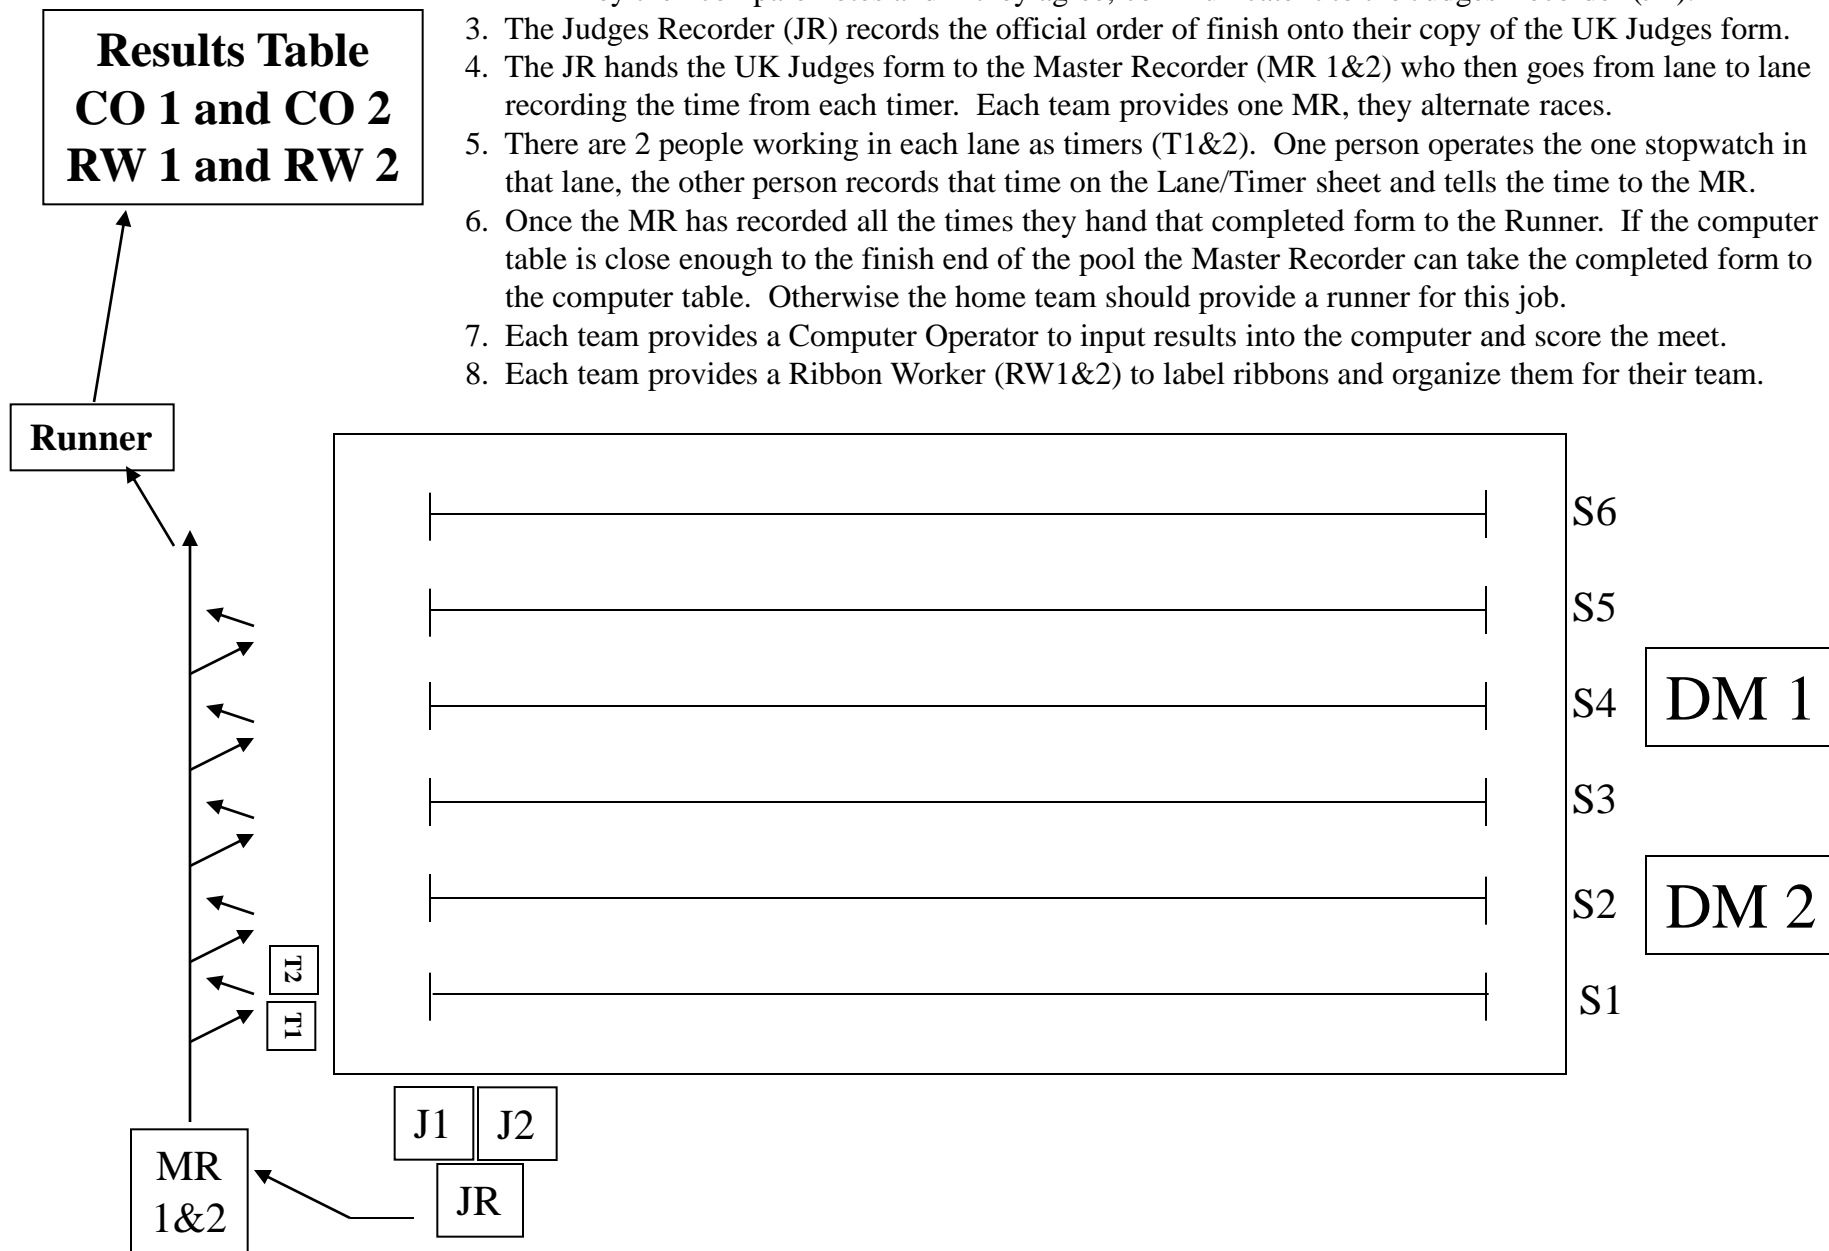 3. The Judges Recorder (JR) records the official order of finish onto their copy of the UK Judges form.
4. The JR hands the UK Judges form to the Master Recorder (MR 1&2) who then goes from lane to lane
recording the time from each timer. Each team provides one MR, they alternate races.
5. There are 2 people working in each lane as timers (T1&2). One person operates the one stopwatch in
that lane, the other person records that time on the Lane/Timer sheet and tells the time to the MR.
6. Once the MR has recorded all the times they hand that completed form to the Runner. If the computer
table is close enough to the finish end of the pool the Master Recorder can take the completed form to
the computer table. Otherwise the home team should provide a runner for this job.
7. Each team provides a Computer Operator to input results into the computer and score the meet.
8. Each team provides a Ribbon Worker (RW1&2) to label ribbons and organize them for their team.
Results Table
CO 1 and CO 2
RW 1 and RW 2
Runner
S6
S5
S4
DM 1
S3
S2
DM 2
S1
T2
T1
J1
J2
JR
MR
1&2